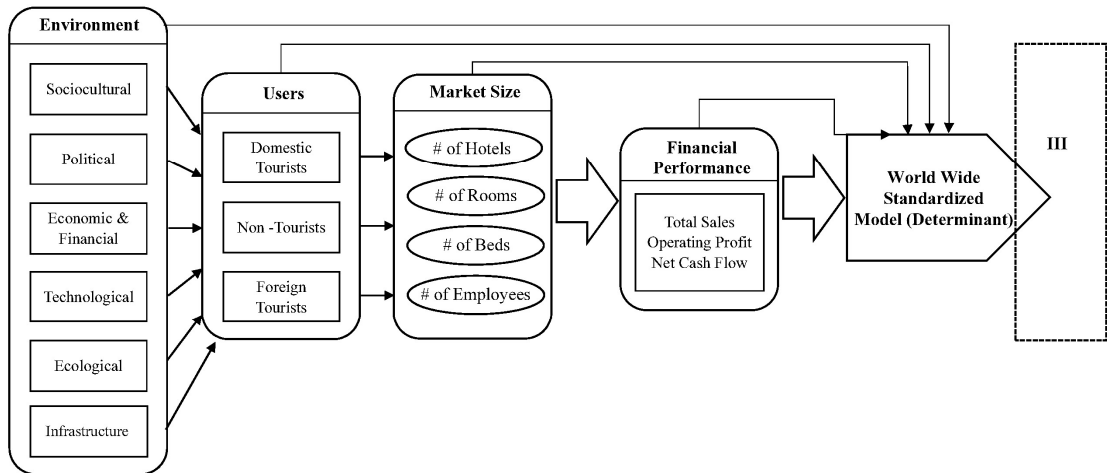 Environment
Sociocultural
Political
Economic &
Financial
Technological
Ecological
Infrastructure
Users
Domestic
Tourists
Non -Tourists
Foreign
Tourists
Market Size
# of Hotels
# of Rooms
# of Beds
# of Employees
Financial
Performance
Total Sales
Operating Profit
Net Cash Flow
World Wide
Standardized
Model (Determinant)
III